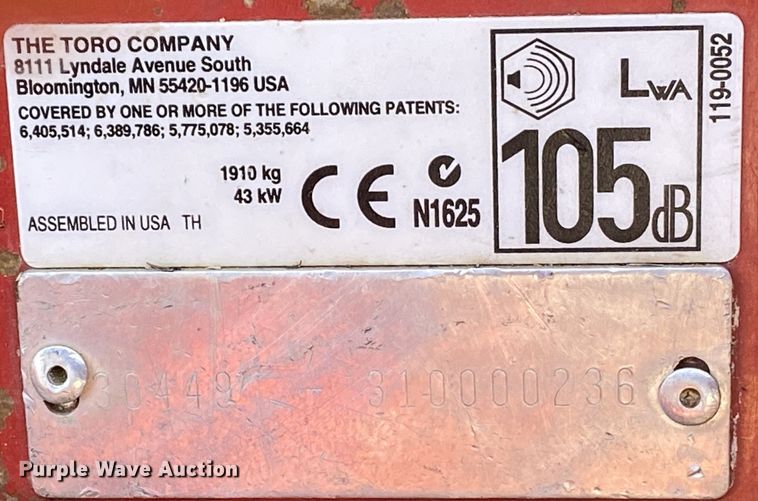 THE TORO COMPANY
8111 Lyndale Avenue South
Bloomington, MN 55420-1196 USA
COVERED BY ONE OR MORE OF THE FOLLOWING PATENTS:
6,405,514; 6,389,786; 5,775,078; 5,355,664
1910 kg
43 kW
CE
N1625
ASSEMBLED IN USA TH
LWA
105dB
119-0052
30449 - 310000236
Purple Wave Auction